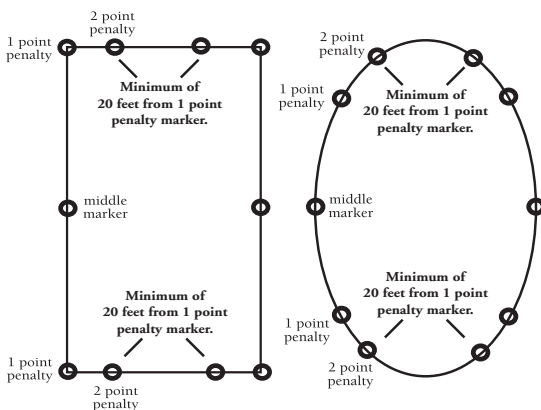 2 point
penalty
1 point
penalty
Minimum of
20 feet from 1 point
penalty marker.
middle
marker
Minimum of
20 feet from 1 point
penalty marker.
1 point
penalty
2 point
penalty
2 point
penalty
1 point
penalty
Minimum of
20 feet from 1 point
penalty marker.
middle
marker
Minimum of
20 feet from 1 point
penalty marker.
1 point
penalty
2 point
penalty